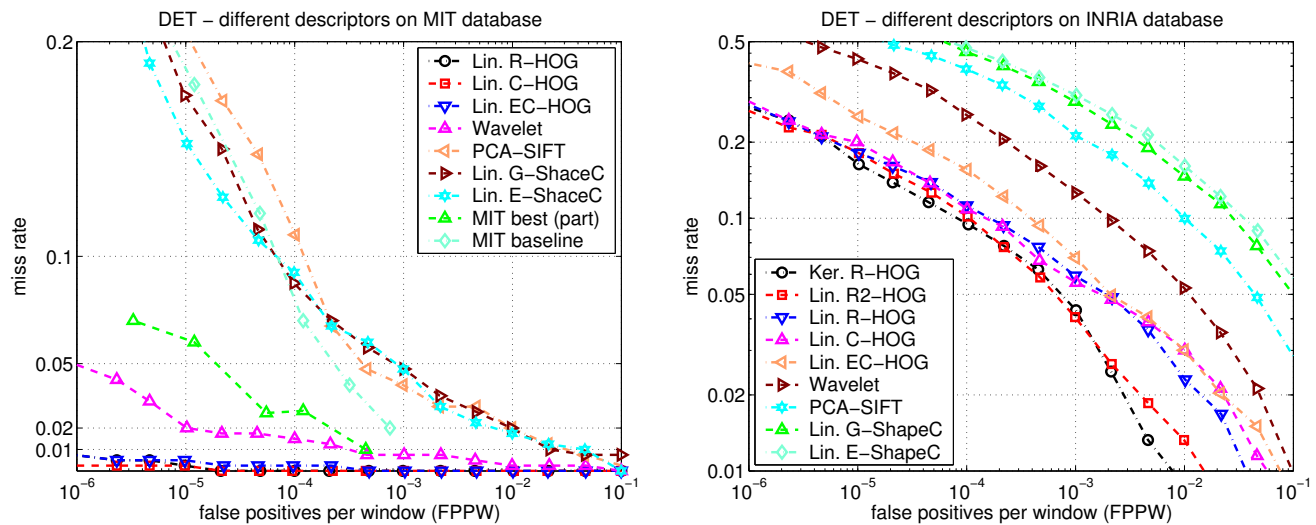 DET − different descriptors on MIT database
0.2
0.1
0.05
0.02
0.01
miss rate
10−6
10−5
10−4
10−3
10−2
10−1
false positives per window (FPPW)
Lin. R−HOG
Lin. C−HOG
Lin. EC−HOG
Wavelet
PCA−SIFT
Lin. G−ShaceC
Lin. E−ShaceC
MIT best (part)
MIT baseline
DET − different descriptors on INRIA database
0.5
0.2
0.1
0.05
0.02
0.01
miss rate
10−6
10−5
10−4
10−3
10−2
10−1
false positives per window (FPPW)
Ker. R−HOG
Lin. R2−HOG
Lin. R−HOG
Lin. C−HOG
Lin. EC−HOG
Wavelet
PCA−SIFT
Lin. G−ShapeC
Lin. E−ShapeC